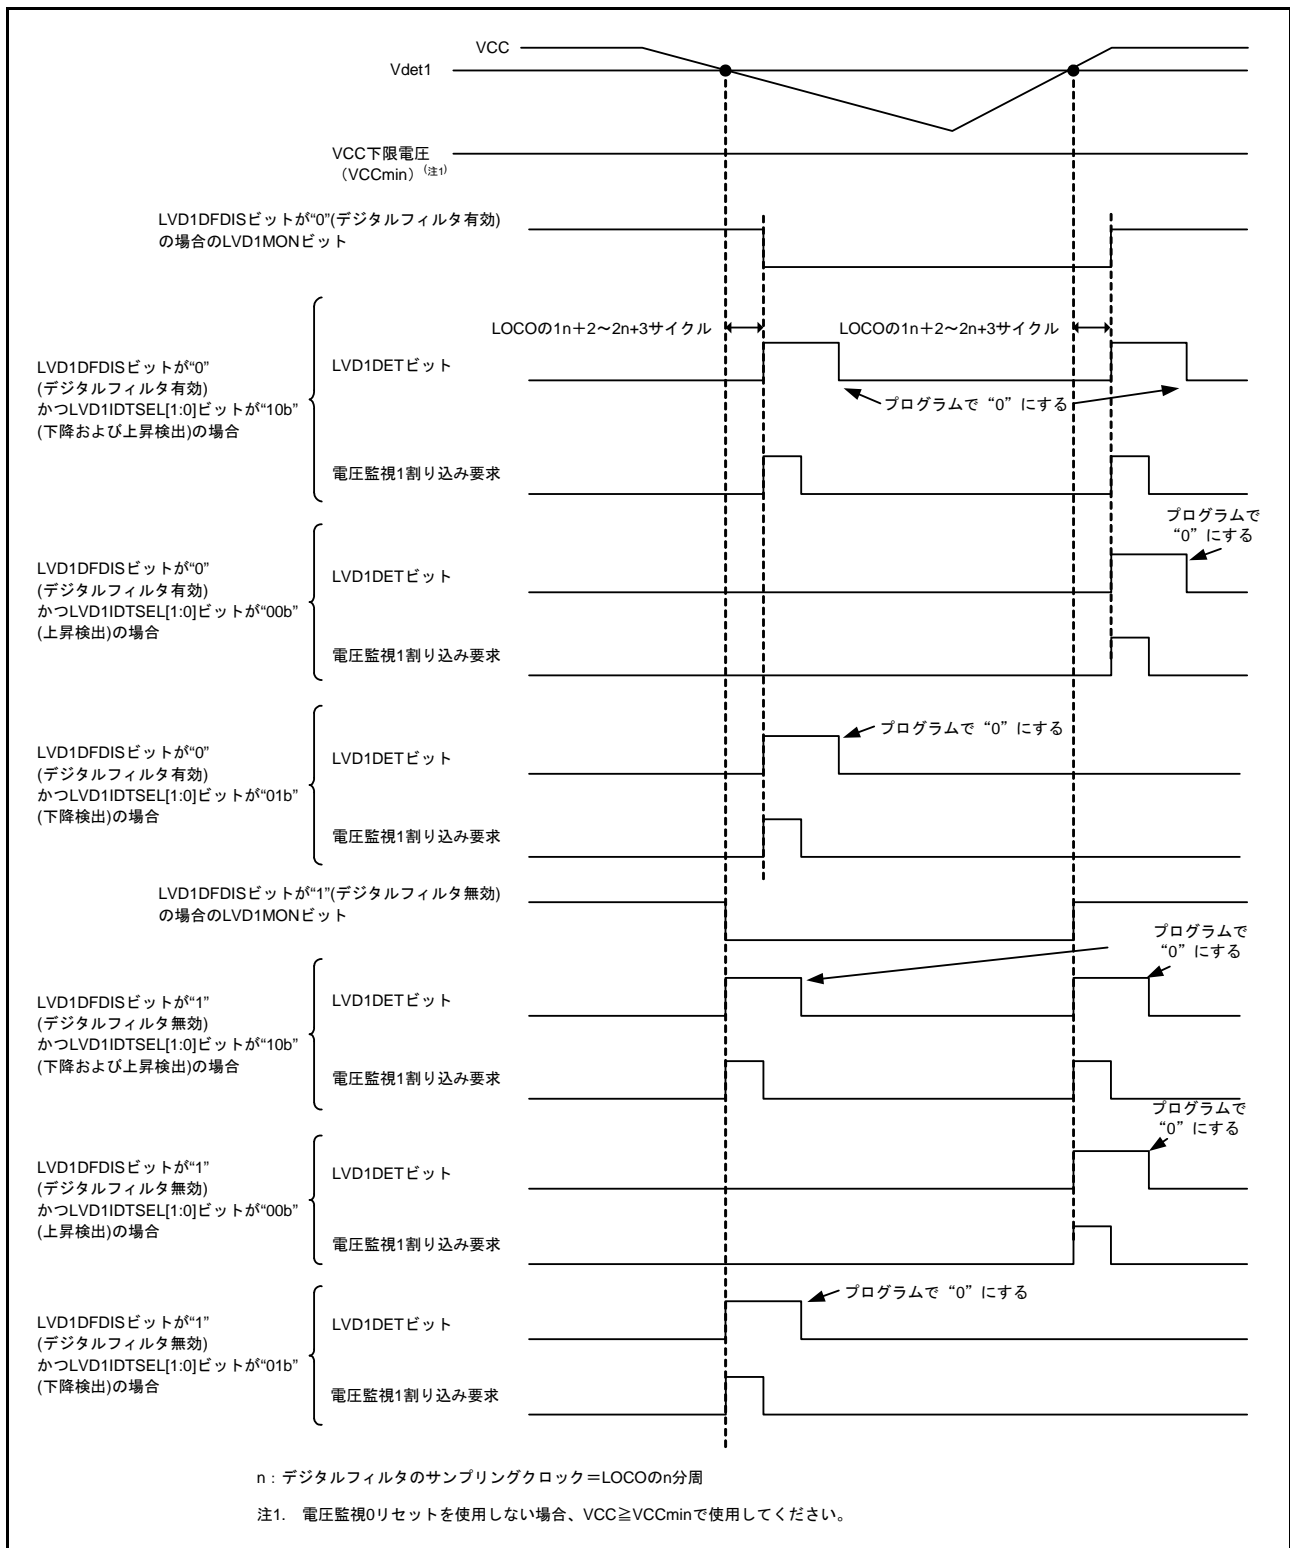 VCC
Vdet1
VCC下限電圧
（VCCmin）(注1)
LVD1DFDISビットが“0”(デジタルフィルタ有効)
の場合のLVD1MONビット
LOCOの1n＋2～2n+3サイクル
LOCOの1n＋2～2n+3サイクル
LVD1DFDISビットが“0”
(デジタルフィルタ有効)
かつLVD1IDTSEL[1:0]ビットが“10b”
(下降および上昇検出)の場合
LVD1DETビット
プログラムで“0”にする
電圧監視1割り込み要求
プログラムで
“0”にする
LVD1DFDISビットが“0”
(デジタルフィルタ有効)
かつLVD1IDTSEL[1:0]ビットが“00b”
(上昇検出)の場合
LVD1DETビット
電圧監視1割り込み要求
プログラムで“0”にする
LVD1DFDISビットが“0”
(デジタルフィルタ有効)
かつLVD1IDTSEL[1:0]ビットが“01b”
(下降検出)の場合
LVD1DETビット
電圧監視1割り込み要求
LVD1DFDISビットが“1”(デジタルフィルタ無効)
の場合のLVD1MONビット
プログラムで
“0”にする
LVD1DFDISビットが“1”
(デジタルフィルタ無効)
かつLVD1IDTSEL[1:0]ビットが“10b”
(下降および上昇検出)の場合
LVD1DETビット
電圧監視1割り込み要求
プログラムで
“0”にする
LVD1DFDISビットが“1”
(デジタルフィルタ無効)
かつLVD1IDTSEL[1:0]ビットが“00b”
(上昇検出)の場合
LVD1DETビット
電圧監視1割り込み要求
プログラムで“0”にする
LVD1DFDISビットが“1”
(デジタルフィルタ無効)
かつLVD1IDTSEL[1:0]ビットが“01b”
(下降検出)の場合
LVD1DETビット
電圧監視1割り込み要求
n：デジタルフィルタのサンプリングクロック＝LOCOのn分周
注1. 電圧監視0リセットを使用しない場合、VCC≧VCCminで使用してください。